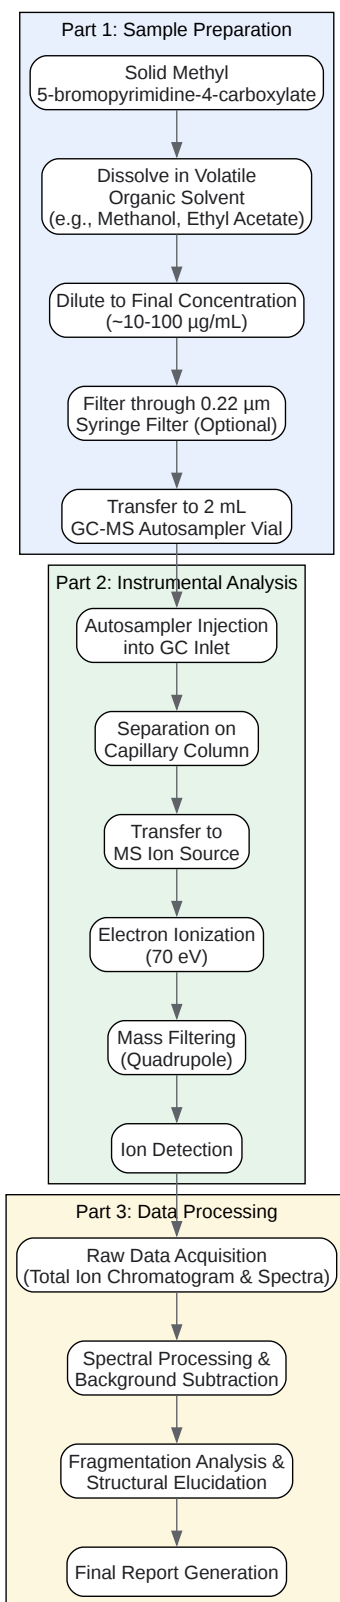 Part 1: Sample Preparation
Solid Methyl
5-bromopyrimidine-4-carboxylate
Dissolve in Volatile
Organic Solvent
(e.g., Methanol, Ethyl Acetate)
Dilute to Final Concentration
(~10-100 µg/mL)
Filter through 0.22 µm
Syringe Filter (Optional)
Transfer to 2 mL
GC-MS Autosampler Vial
Part 2: Instrumental Analysis
Autosampler Injection
into GC Inlet
Separation on
Capillary Column
Transfer to
MS Ion Source
Electron Ionization
(70 eV)
Mass Filtering
(Quadrupole)
Ion Detection
Part 3: Data Processing
Raw Data Acquisition
(Total Ion Chromatogram & Spectra)
Spectral Processing &
Background Subtraction
Fragmentation Analysis &
Structural Elucidation
Final Report Generation